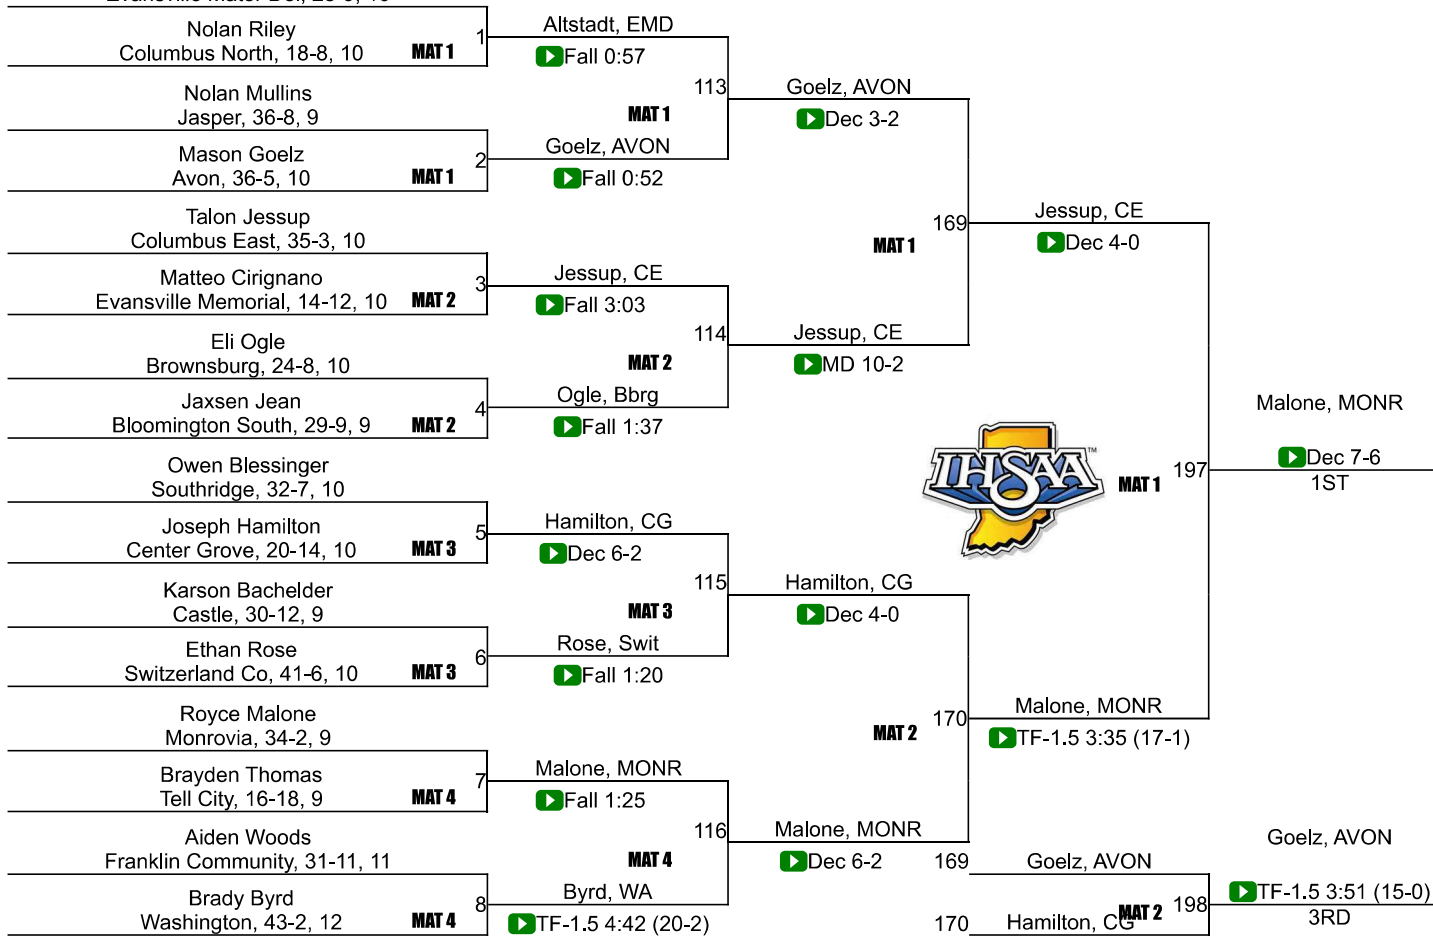 Nolan Riley
Columbus North, 18-8, 10
MAT 1
1
Altstadt, EMD
Fall 0:57
Nolan Mullins
Jasper, 36-8, 9
113
MAT 1
Goelz, AVON
Dec 3-2
Mason Goelz
Avon, 36-5, 10
MAT 1
2
Goelz, AVON
Fall 0:52
Talon Jessup
Columbus East, 35-3, 10
169
MAT 1
Jessup, CE
Dec 4-0
Matteo Cirignano
Evansville Memorial, 14-12, 10
MAT 2
3
Jessup, CE
Fall 3:03
Eli Ogle
Brownsburg, 24-8, 10
114
MAT 2
Jessup, CE
MD 10-2
Jaxsen Jean
Bloomington South, 29-9, 9
MAT 2
4
Ogle, Bbrg
Fall 1:37
Malone, MONR
Dec 7-6
1ST
IHSAA
TM
MAT 1
197
Owen Blessinger
Southridge, 32-7, 10
Joseph Hamilton
Center Grove, 20-14, 10
MAT 3
5
Hamilton, CG
Dec 6-2
Karson Bachelder
Castle, 30-12, 9
115
MAT 3
Hamilton, CG
Dec 4-0
Ethan Rose
Switzerland Co, 41-6, 10
MAT 3
6
Rose, Swit
Fall 1:20
Royce Malone
Monrovia, 34-2, 9
170
MAT 2
Malone, MONR
TF-1.5 3:35 (17-1)
Brayden Thomas
Tell City, 16-18, 9
MAT 4
7
Malone, MONR
Fall 1:25
Aiden Woods
Franklin Community, 31-11, 11
116
MAT 4
Malone, MONR
Dec 6-2
Brady Byrd
Washington, 43-2, 12
MAT 4
8
Byrd, WA
TF-1.5 4:42 (20-2)
169
Goelz, AVON
170
Hamilton, CG
MAT 2
198
Goelz, AVON
TF-1.5 3:51 (15-0)
3RD